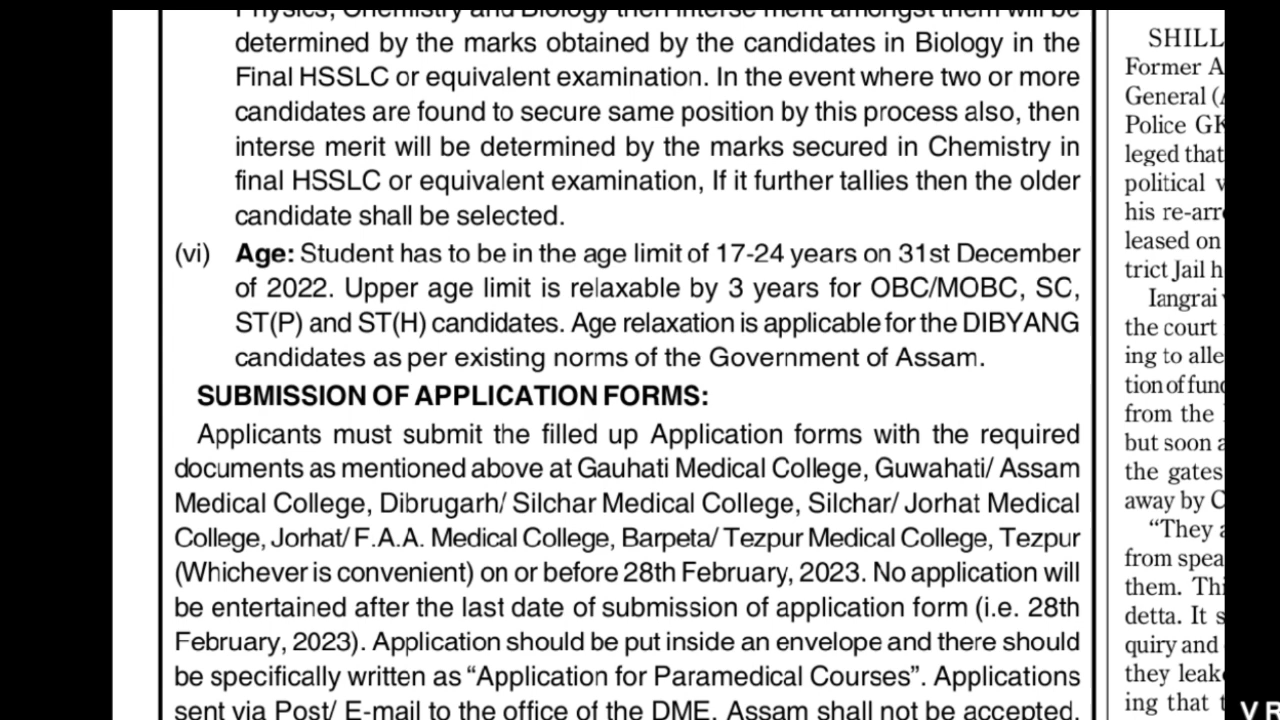 Physics, Chemistry and Biology then interse merit amongst them will be
determined by the marks obtained by the candidates in Biology in the
Final HSSLC or equivalent examination. In the event where two or more
candidates are found to secure same position by this process also, then
interse merit will be determined by the marks secured in Chemistry in
final HSSLC or equivalent examination, If it further tallies then the older
candidate shall be selected.
(vi) Age: Student has to be in the age limit of 17-24 years on 31st December
of 2022. Upper age limit is relaxable by 3 years for OBC/MOBC, SC,
ST(P) and ST(H) candidates. Age relaxation is applicable for the DIBYANG
candidates as per existing norms of the Government of Assam.
SUBMISSION OF APPLICATION FORMS:
Applicants must submit the filled up Application forms with the required
documents as mentioned above at Gauhati Medical College, Guwahati/ Assam
Medical College, Dibrugarh/ Silchar Medical College, Silchar/ Jorhat Medical
College, Jorhat/ F.A.A. Medical College, Barpeta/ Tezpur Medical College, Tezpur
(Whichever is convenient) on or before 28th February, 2023. No application will
be entertained after the last date of submission of application form (i.e. 28th
February, 2023). Application should be put inside an envelope and there should
be specifically written as “Application for Paramedical Courses”. Applications
sent via Post/ E-mail to the office of the DME, Assam shall not be accepted.
SHILL
Former A
General (
Police GK
leged that
political
his re-arr
leased on
trict Jail h
Iangrai
the court
ing to alle
tion of fun
from the
but soon a
the gates
away by C
“They a
from spea
them. Thi
detta. It s
quiry and
they leak
ing that t